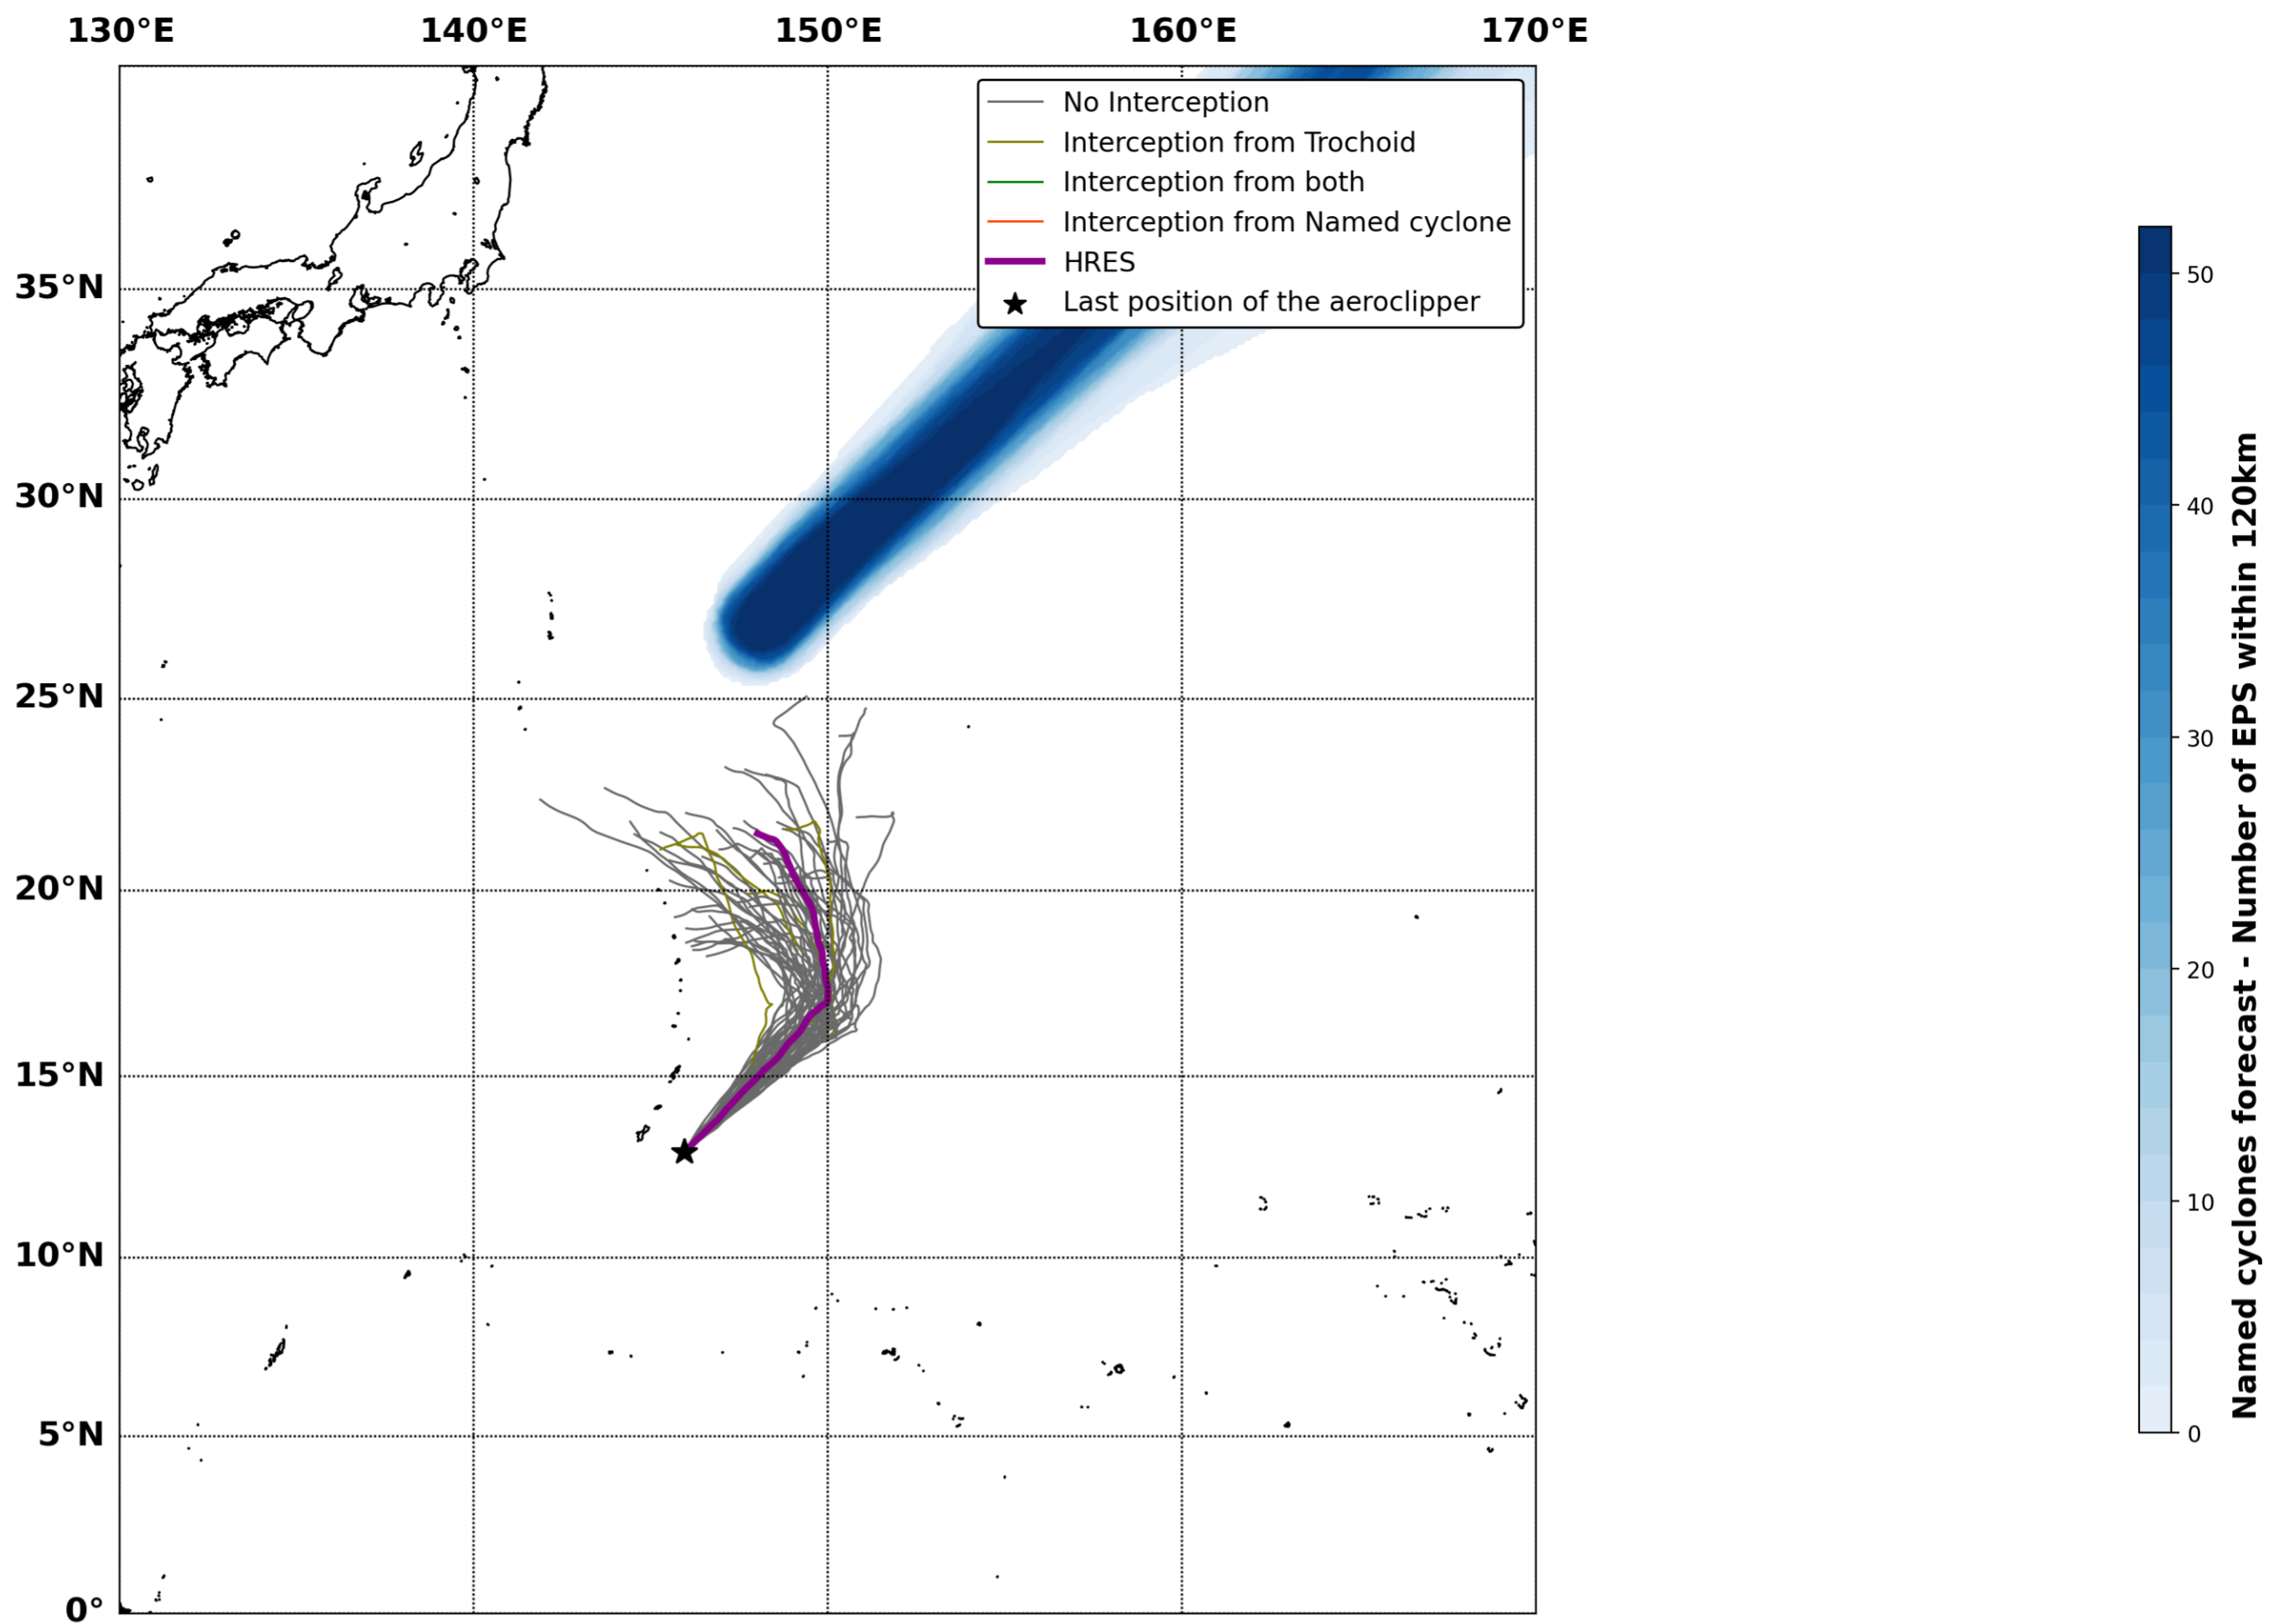 130°E 140°E 150°E 160°E 170°E
No Interception
Interception from Trochoid
Interception from both
Interception from Named cyclone
HRES
Last position of the aeroclipper
35°N
30°N
25°N
20°N
15°N
10°N
5°N
0°
50
40
30
20
10
0
Named cyclones forecast - Number of EPS within 120km